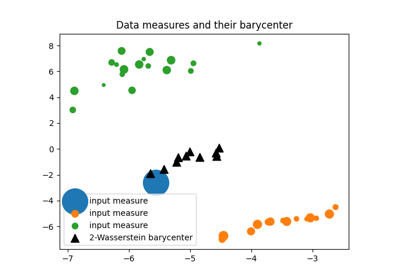 Data measures and their barycenter
8
6
4
2
0
−2
−4
−6
input measure
input measure
input measure
2-Wasserstein barycenter
−7
−6
−5
−4
−3